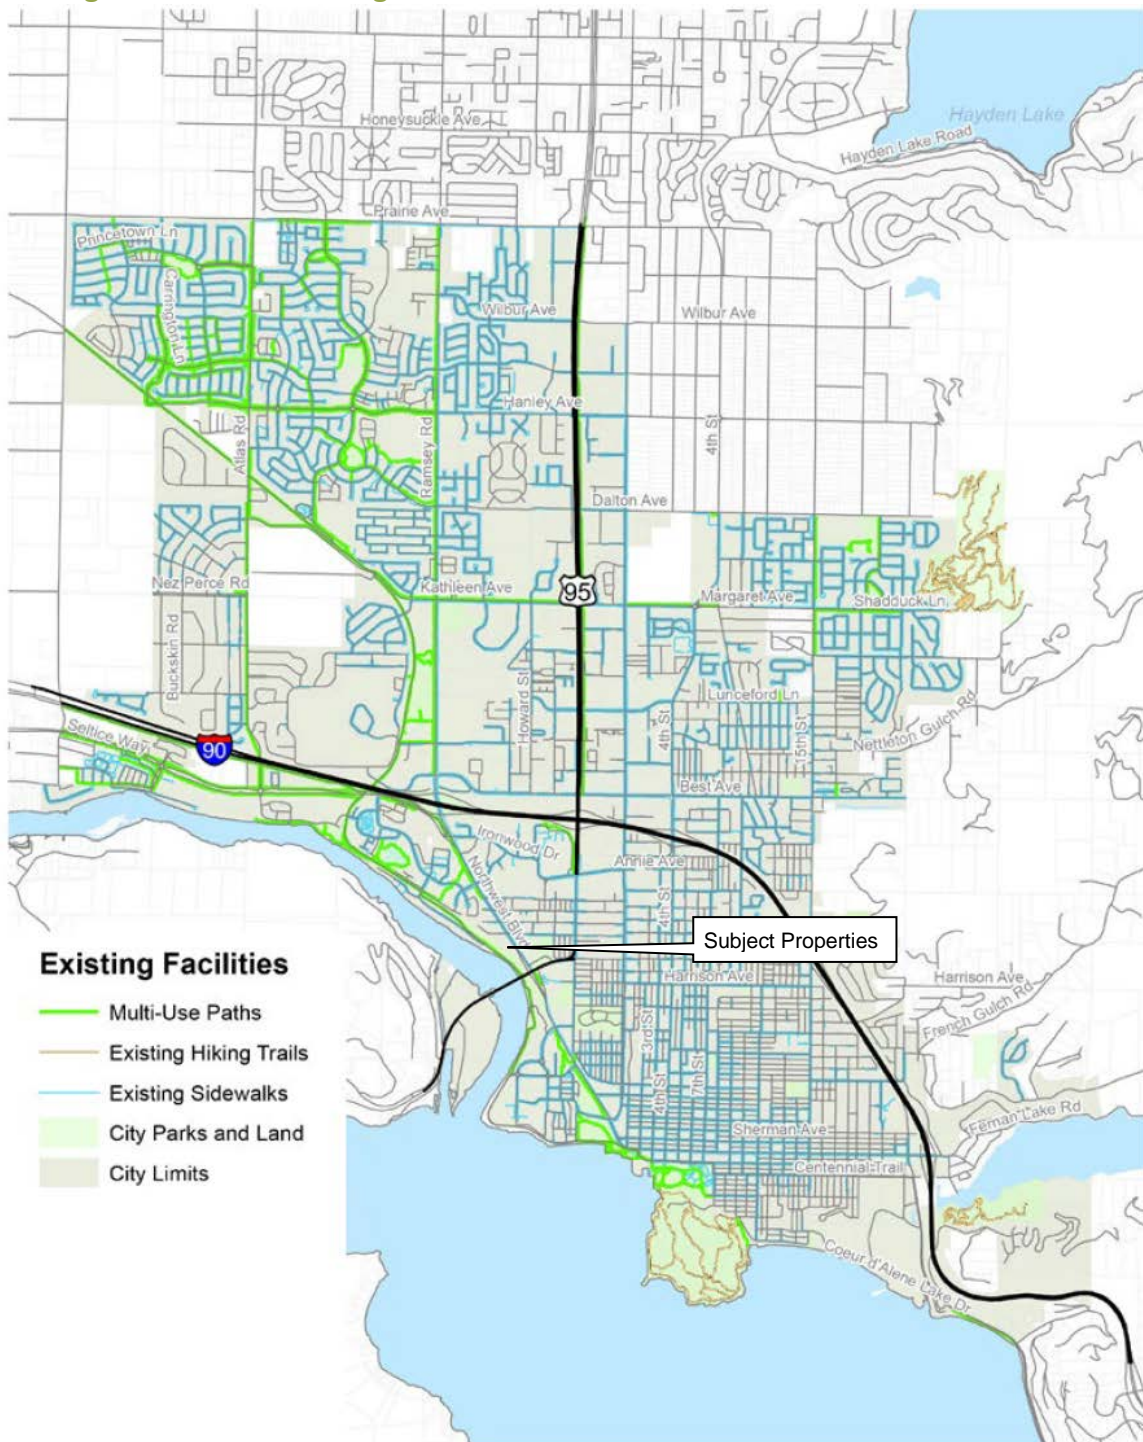 Hayden Lake
Honeysuckle Ave
Hayden Lake Road
Prairie Ave
Princetown Ln
Carrington Ln
Wilbur Ave
Wilbur Ave
Hanley Ave
Atlas Rd
Ramsey Rd
4th St
Dalton Ave
Nez Perce Rd
Kathleen Ave
95
Margaret Ave
Shadduck Ln
Buckskin Rd
Howard St
Lunceford Ln
4th St
15th St
Nettleton Gulch Rd
Seltice Way
90
Best Ave
Ironwood Dr
Annie Ave
Northwest Blvd
4th St
Subject Properties
Harrison Ave
Harrison Ave
French Gulch Rd
3rd St
7th St
4th St
Fernan Lake Rd
Sherman Ave
Centennial Trail
Coeur d'Alene Lake Dr
Existing Facilities
Multi-Use Paths
Existing Hiking Trails
Existing Sidewalks
City Parks and Land
City Limits